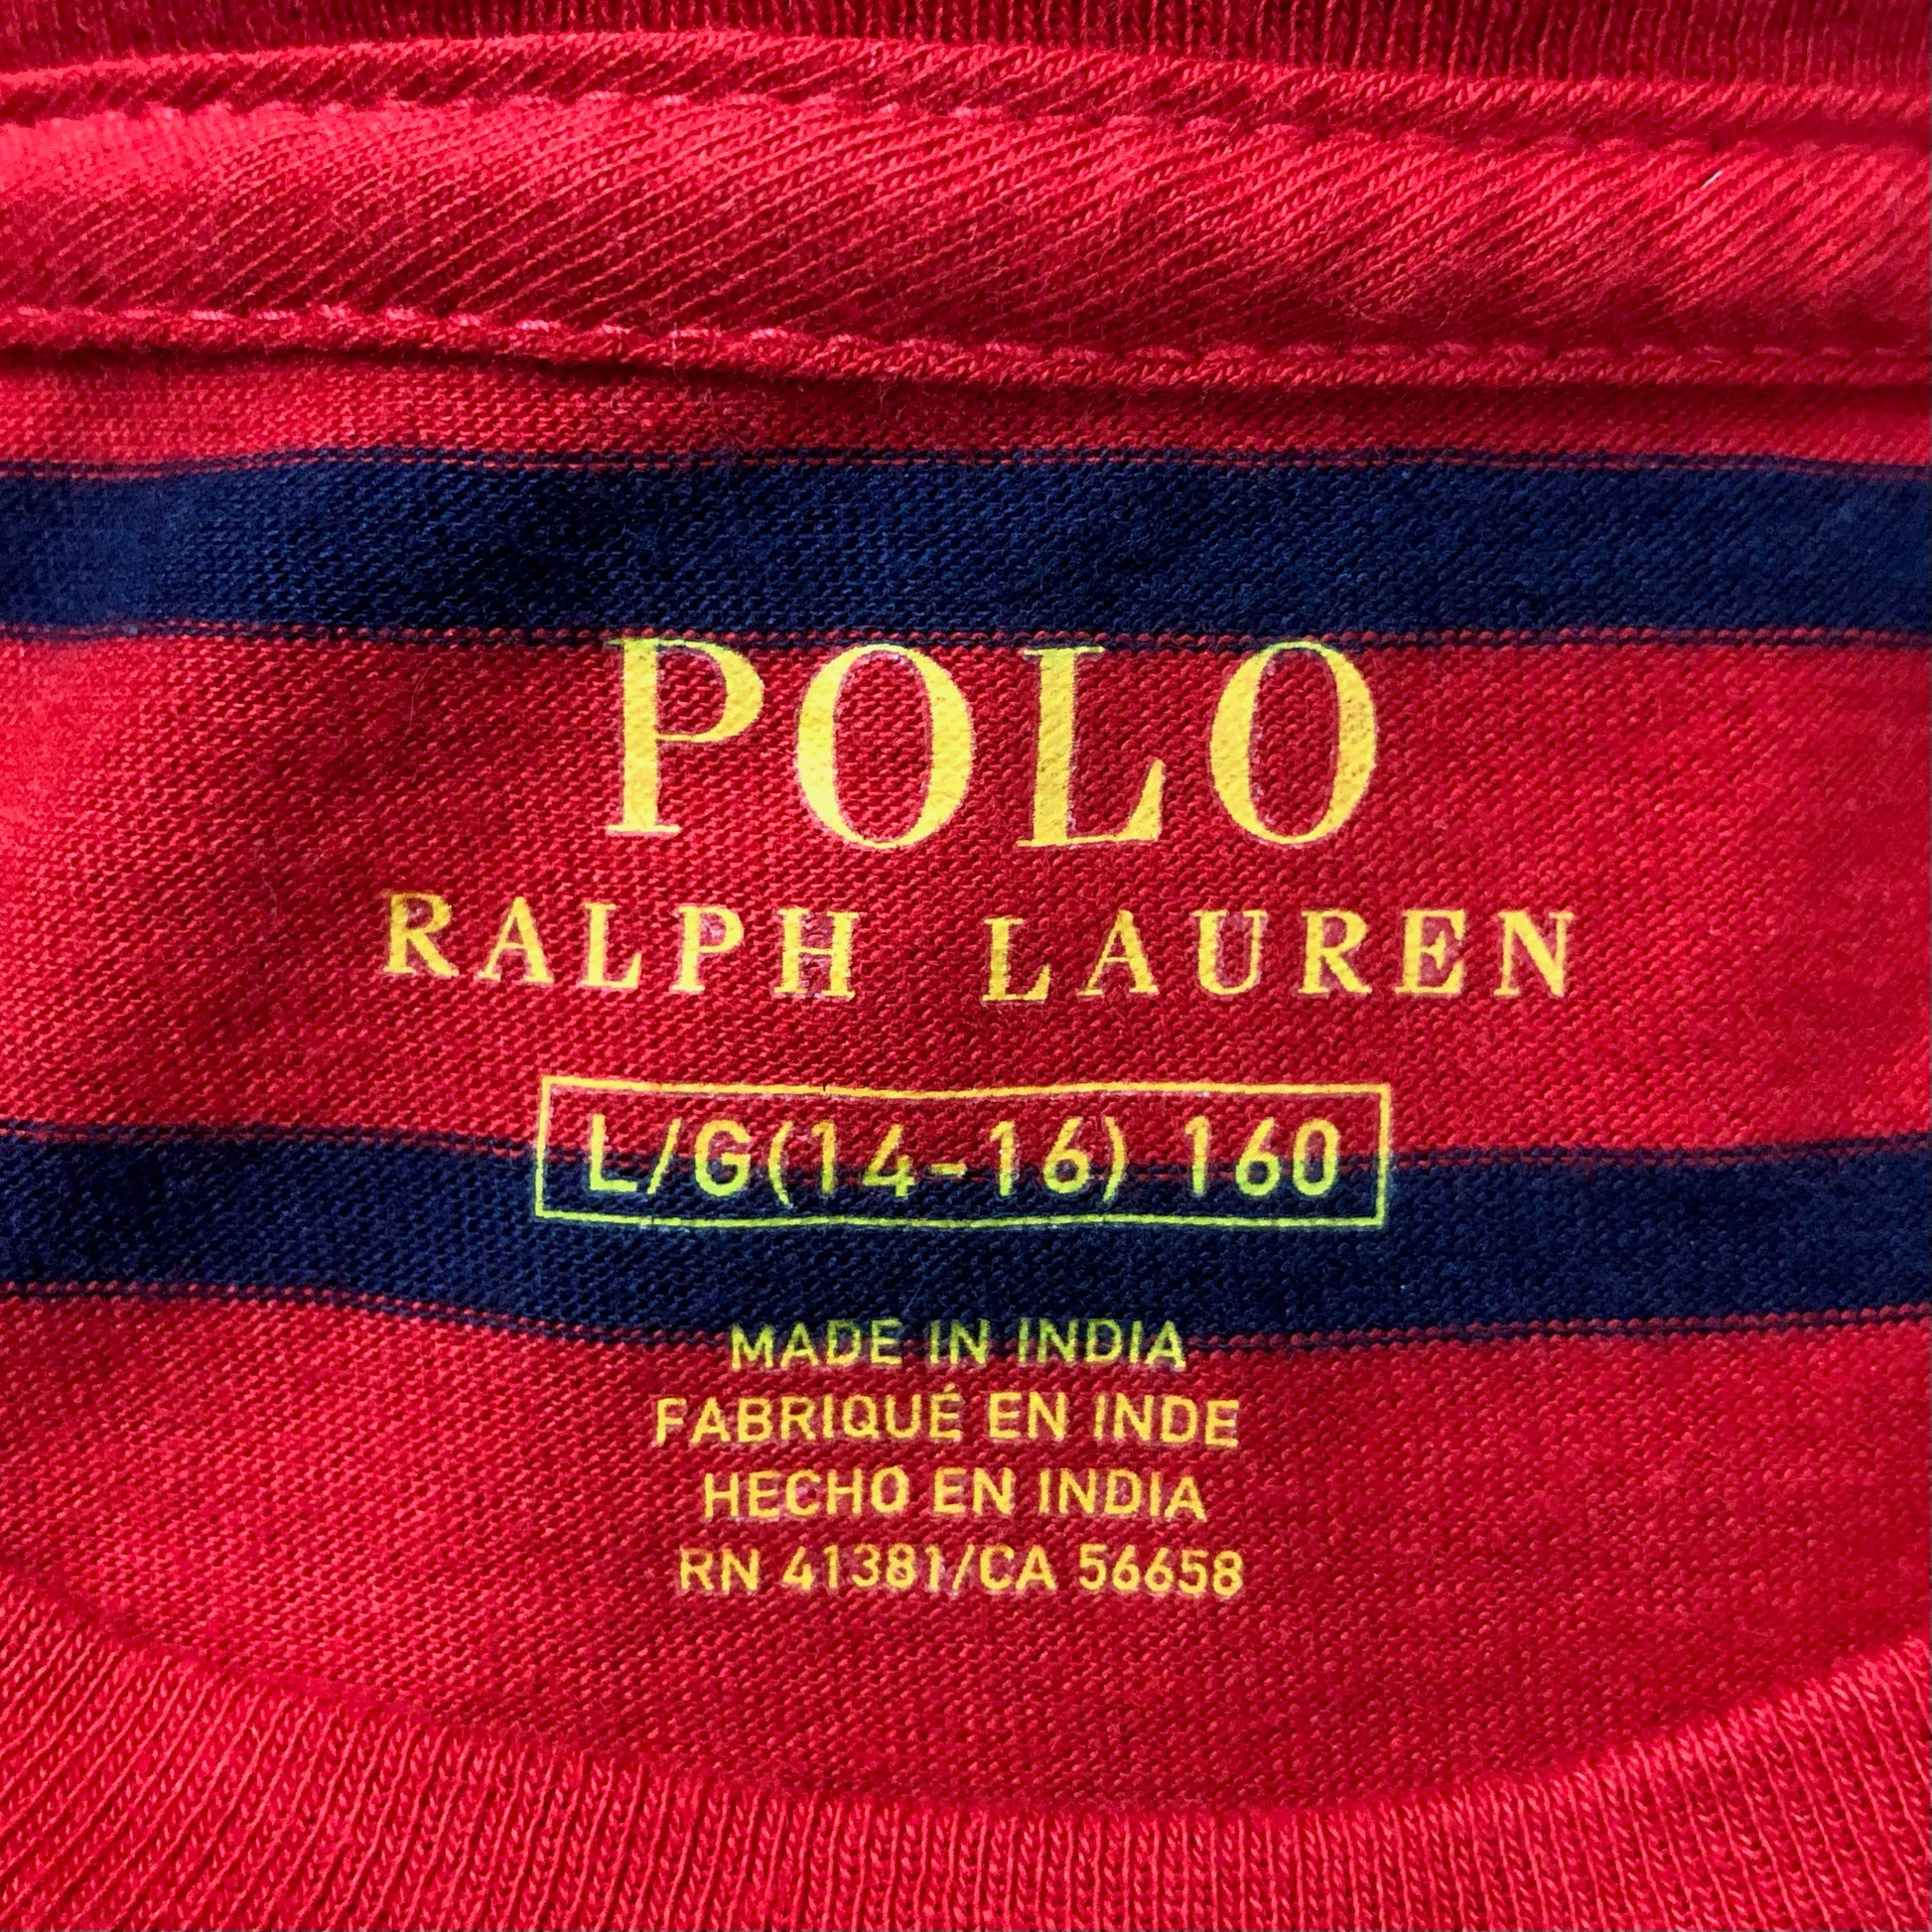 POLO
RALPH LAUREN
L/G(14-16) 160
MADE IN INDIA
FABRIQUÉ EN INDE
HECHO EN INDIA
RN 41381/CA 56658